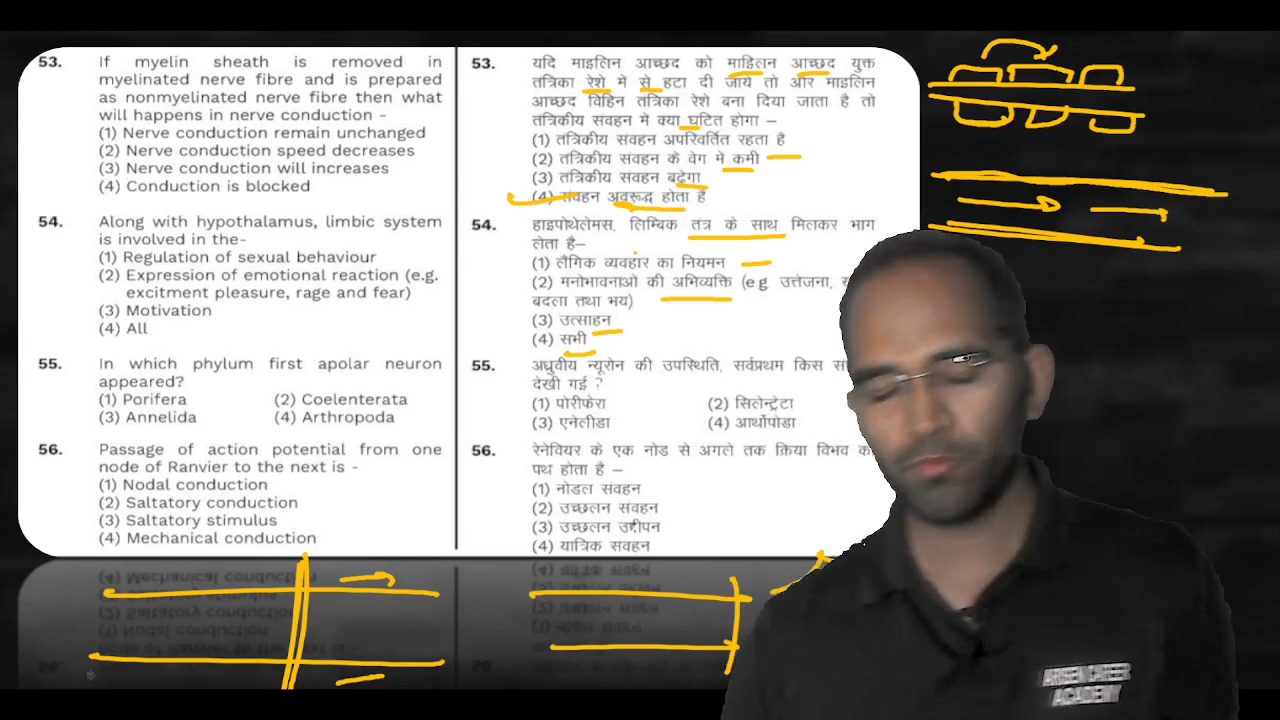 53. If myelin sheath is removed in
myelinated nerve fibre and is prepared
as nonmyelinated nerve fibre then what
will happens in nerve conduction -
(1) Nerve conduction remain unchanged
(2) Nerve conduction speed decreases
(3) Nerve conduction will increases
(4) Conduction is blocked
54. Along with hypothalamus, limbic system
is involved in the-
(1) Regulation of sexual behaviour
(2) Expression of emotional reaction (e.g.
excitment pleasure, rage and fear)
(3) Motivation
(4) All
55. In which phylum first apolar neuron
appeared?
(1) Porifera (2) Coelenterata
(3) Annelida (4) Arthropoda
56. Passage of action potential from one
node of Ranvier to the next is -
(1) Nodal conduction
(2) Saltatory conduction
(3) Saltatory stimulus
(4) Mechanical conduction
53. यदि माइलिन आच्छद को माइिलन आच्छद युक्त
तंत्रिका रेशे में से हटा दी जाये तो और माइलिन
आच्छद विहिन तंत्रिका रेशे बना दिया जाता है तो
तंत्रिकीय संवहन मे क्या घटित होगा –
(1) तंत्रिकीय संवहन अपरिवर्तित रहता है
(2) तंत्रिकीय संवहन के वेग मे कमी
(3) तंत्रिकीय संवहन बढ़ेगा
(4) संवहन अवरूद्ध होता है
54. हाइपोथेलेमस, लिम्बिक तंत्र के साथ मिलकर भाग
लेता है–
(1) लैंगिक व्यवहार का नियमन
(2) मनोभावनाओं की अभिव्यक्ति (e.g. उत्तेजना,
बदला तथा भय)
(3) उत्साहन
(4) सभी
55. अध्रुवीय न्यूरोन की उपस्थिति, सर्वप्रथम किस
देखी गई ?
(1) पोरीफेरा (2) सिलेन्ट्रेटा
(3) एनेलीडा (4) आर्थोपोडा
56. रेनेवियर के एक नोड से अगले तक क्रिया विभव
पथ होता है –
(1) नोडल संवहन
(2) उच्छलन संवहन
(3) उच्छलन उद्दीपन
(4) यांत्रिक संवहन
CAREER
ACADEMY